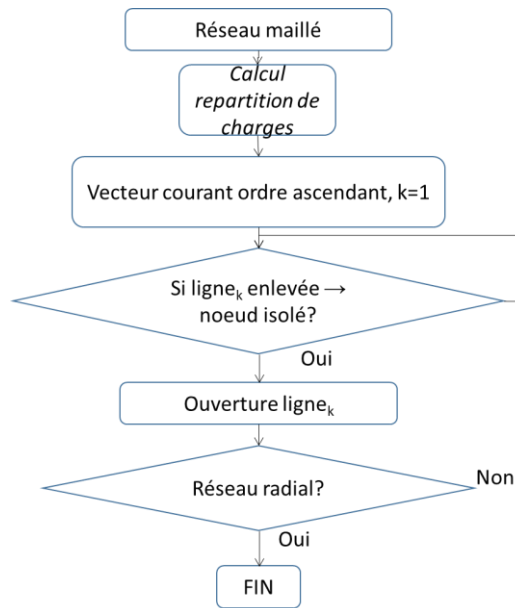 Réseau maillé
Calcul
repartition de
charges
Vecteur courant ordre ascendant, k=1
Si ligneₖ enlevée →
noeud isolé?
Oui
Ouverture ligneₖ
Réseau radial?
Non
Oui
FIN